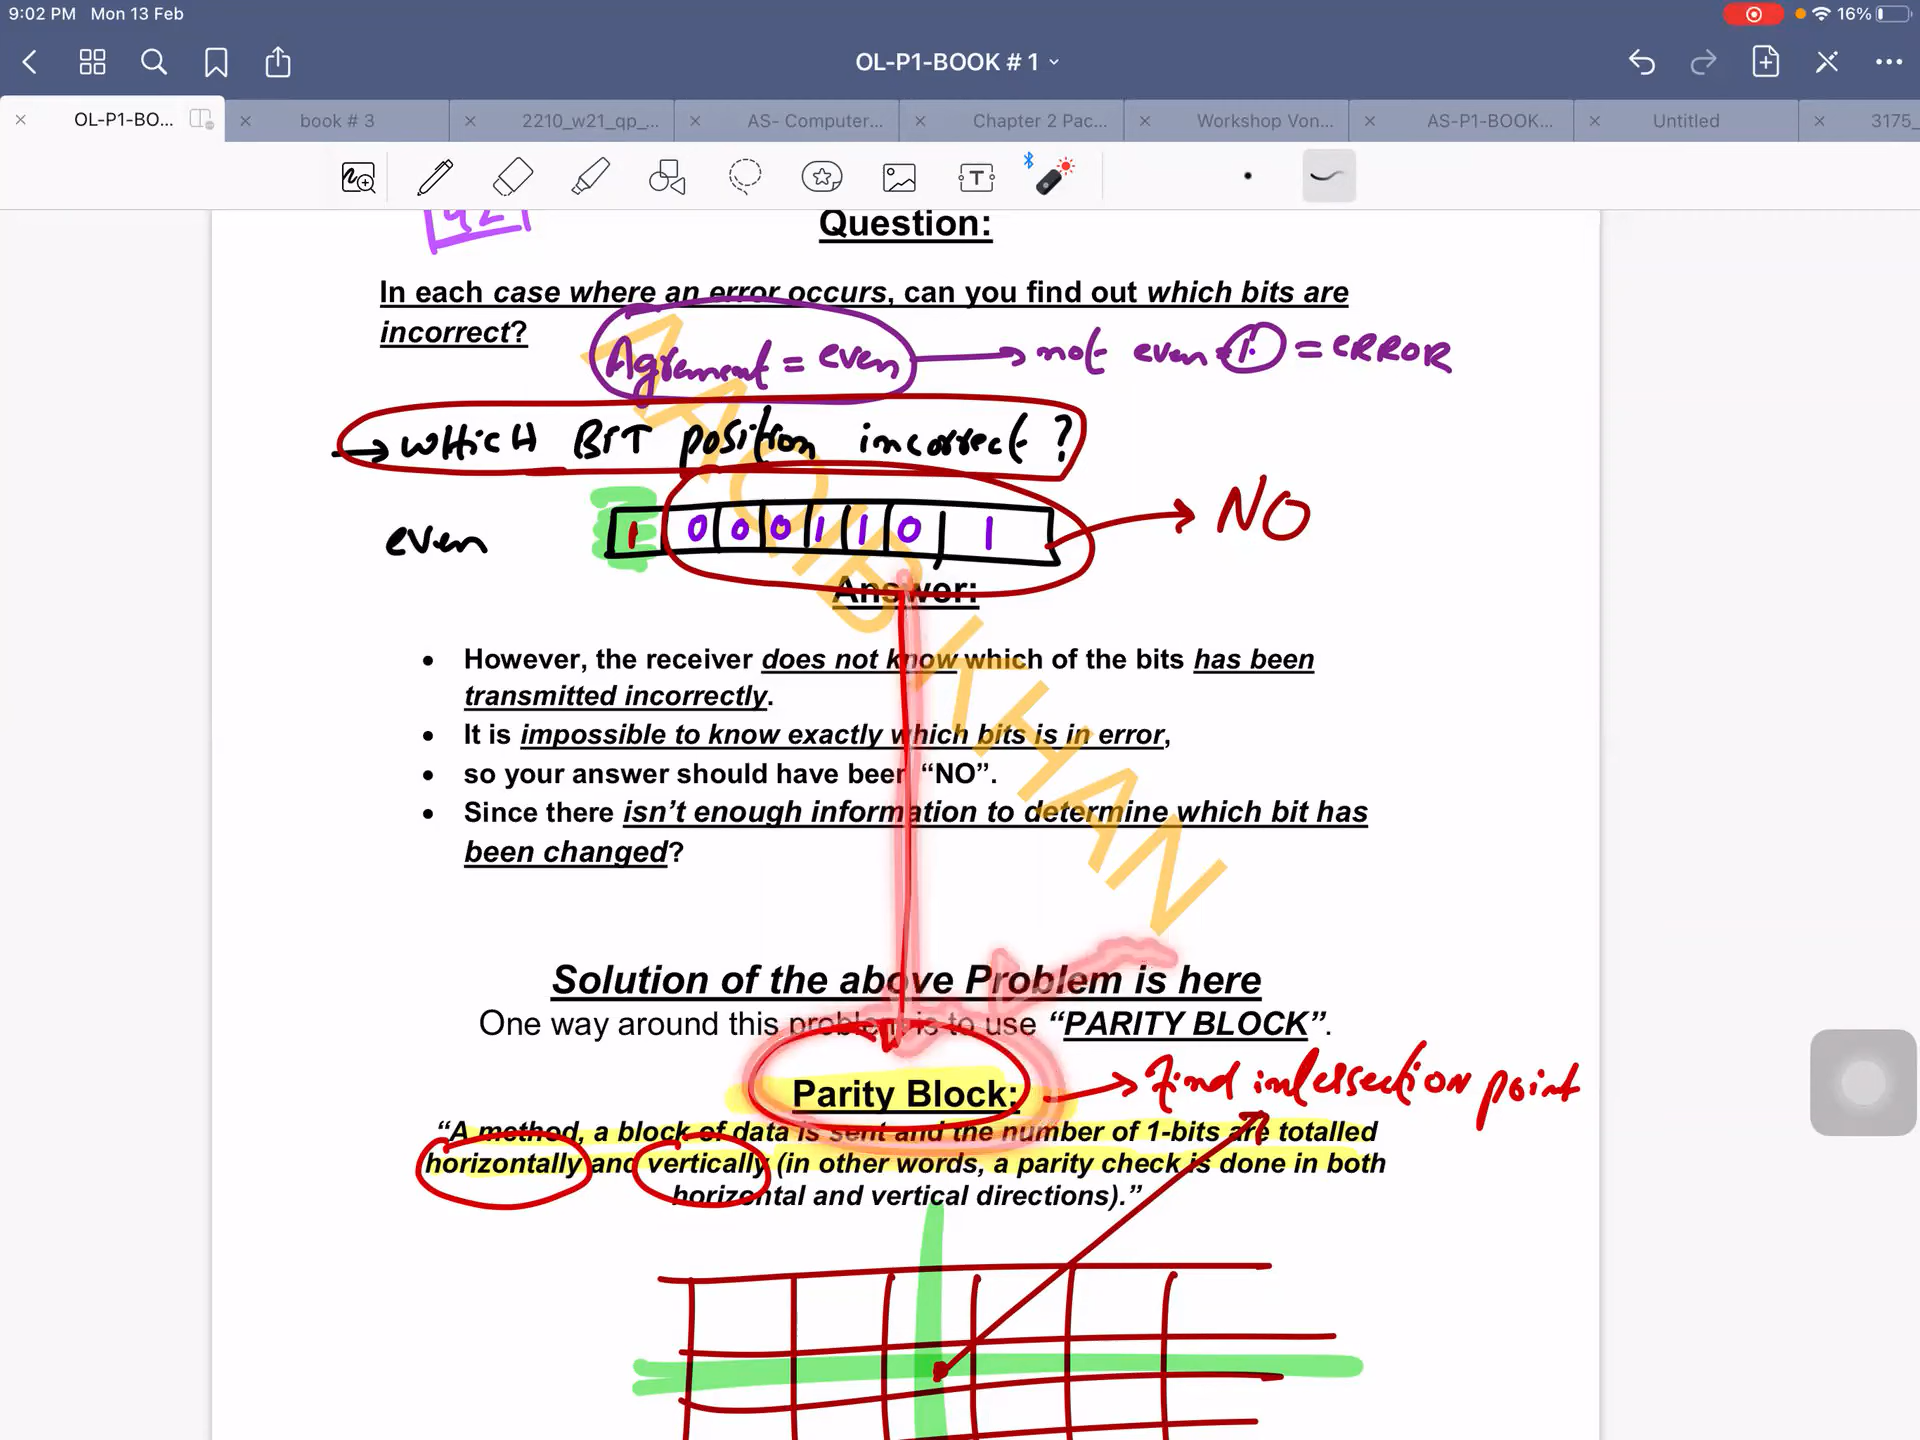 9:02 PM Mon 13 Feb
16%
OL-P1-BOOK # 1
OL-P1-BO...
book # 3
2210_w21_qp_...
AS- Computer...
Chapter 2 Pac...
Workshop Von...
AS-P1-BOOK...
Untitled
3175_
Question:
In each case where an error occurs, can you find out which bits are
incorrect?
Agrement = even → not even = ERROR
→ WHICH BIT position incorrect ?
even 1 0 0 0 1 1 0 1 → NO
Answer:
• However, the receiver does not know which of the bits has been
transmitted incorrectly.
• It is impossible to know exactly which bits is in error,
• so your answer should have been “NO”.
• Since there isn’t enough information to determine which bit has
been changed?
AAQIB KHAN
Solution of the above Problem is here
One way around this problem is to use “PARITY BLOCK”.
Parity Block: → Find intersection point
“A method, a block of data is sent and the number of 1-bits are totalled
horizontally and vertically (in other words, a parity check is done in both
horizontal and vertical directions).”